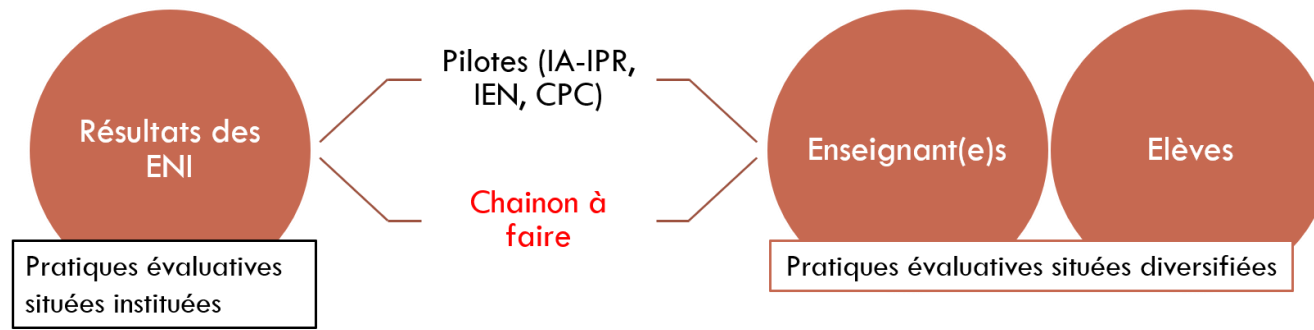 Résultats des
ENI
Pratiques évaluatives
situées instituées
Pilotes (IA-IPR,
IEN, CPC)
Chainon à
faire
Enseignant(e)s
Elèves
Pratiques évaluatives situées diversifiées